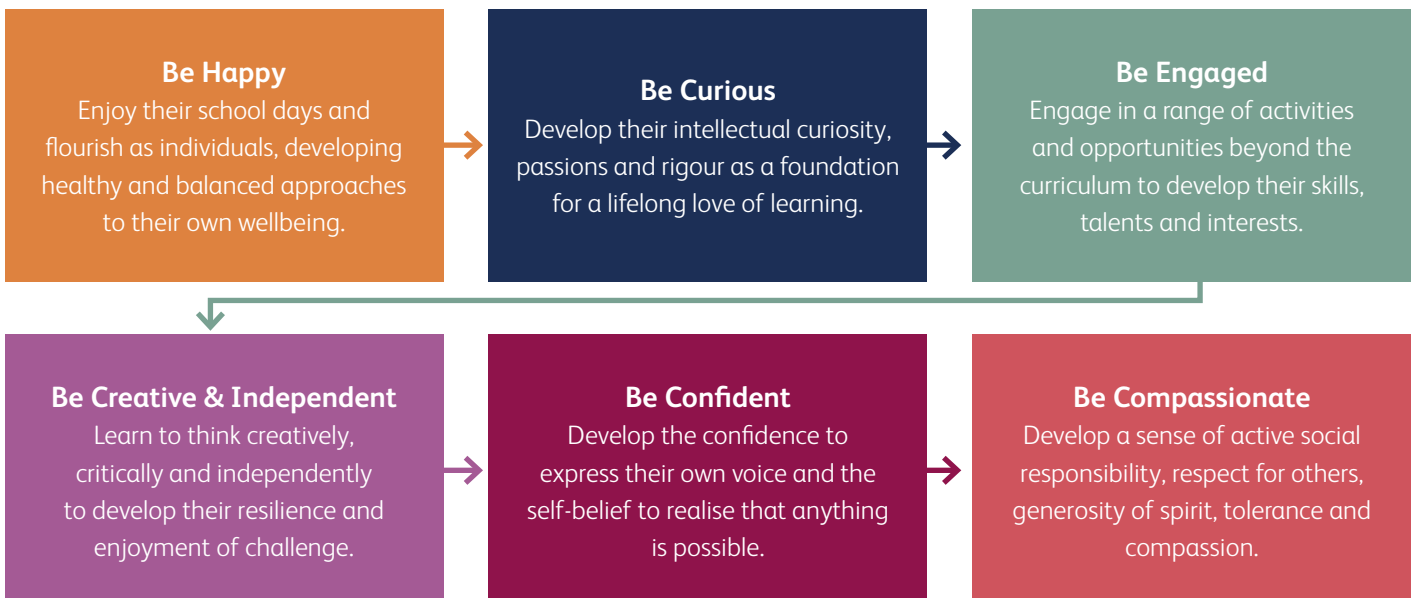 Be Happy
Enjoy their school days and
flourish as individuals, developing
healthy and balanced approaches
to their own wellbeing.
Be Curious
Develop their intellectual curiosity,
passions and rigour as a foundation
for a lifelong love of learning.
Be Engaged
Engage in a range of activities
and opportunities beyond the
curriculum to develop their skills,
talents and interests.
Be Creative & Independent
Learn to think creatively,
critically and independently
to develop their resilience and
enjoyment of challenge.
Be Confident
Develop the confidence to
express their own voice and the
self-belief to realise that anything
is possible.
Be Compassionate
Develop a sense of active social
responsibility, respect for others,
generosity of spirit, tolerance and
compassion.